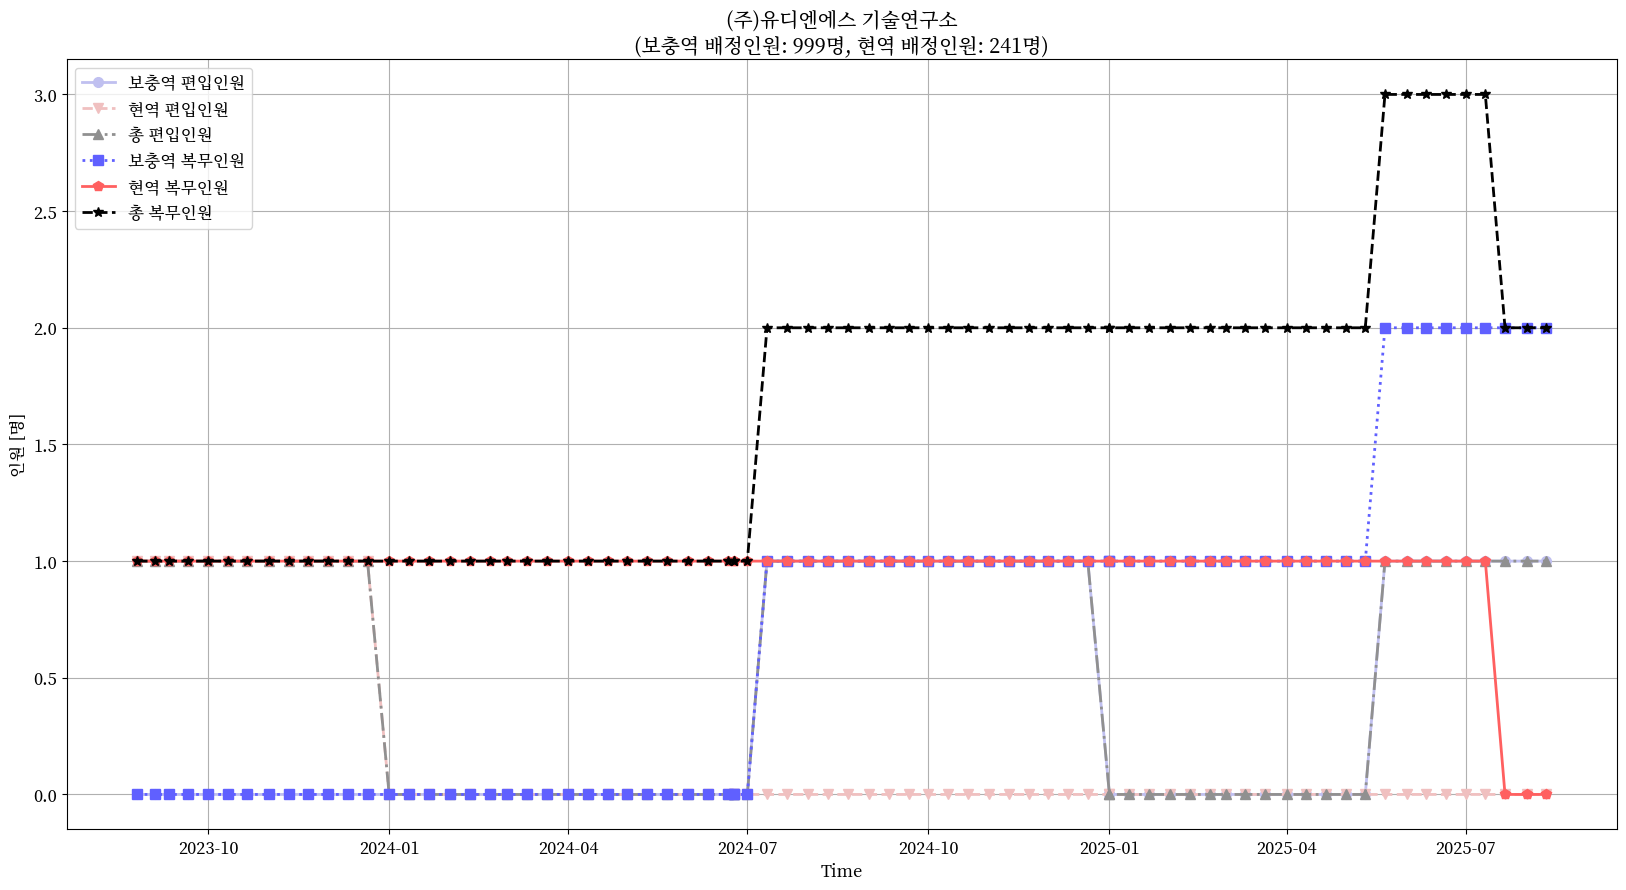 (주)유디엔에스 기술연구소
(보충역 배정인원: 999명, 현역 배정인원: 241명)
보충역 편입인원
현역 편입인원
총 편입인원
보충역 복무인원
현역 복무인원
총 복무인원
3.0
2.5
2.0
1.5
1.0
0.5
0.0
인원 [명]
2023-10
2024-01
2024-04
2024-07
2024-10
2025-01
2025-04
2025-07
Time